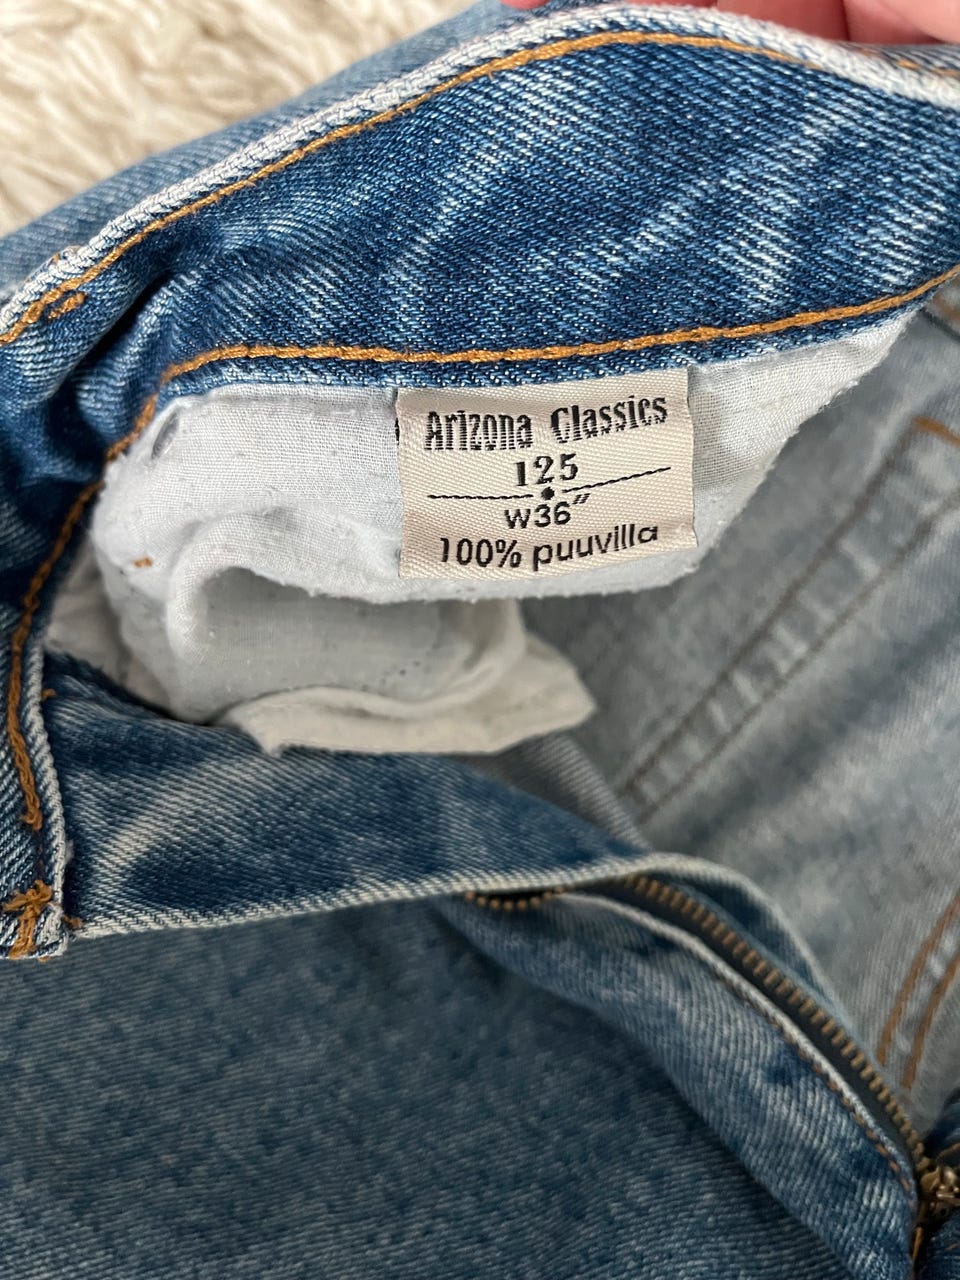 Arizona Classics
125
w36"
100% puuvilla